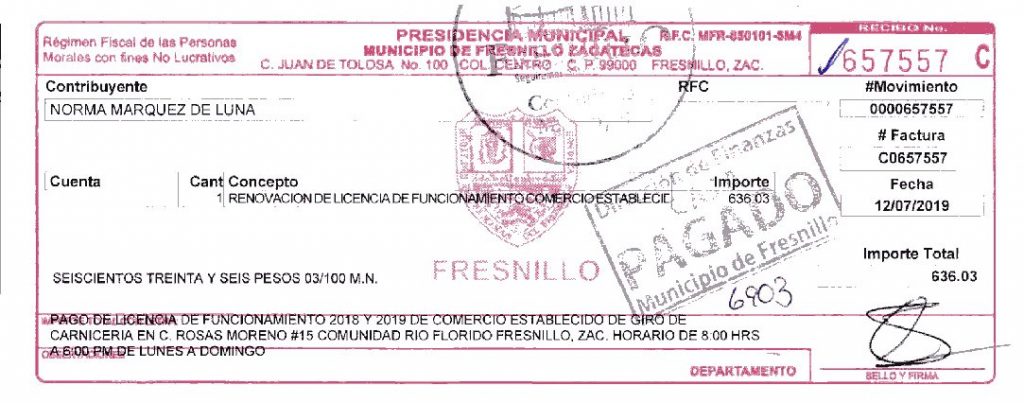 RECIBO No.
657557 C
Régimen Fiscal de las Personas
Morales con fines No Lucrativos
PRESIDENCIA MUNICIPAL R.F.C. MFR-850101-SM4
MUNICIPIO DE FRESNILLO ZACATECAS
C. JUAN DE TOLOSA No. 100 COL. CENTRO C. P. 99000 FRESNILLO, ZAC.
Contribuyente RFC #Movimiento
NORMA MARQUEZ DE LUNA 0000657557
# Factura
C0657557
Cuenta Cant Concepto Importe Fecha
1 RENOVACION DE LICENCIA DE FUNCIONAMIENTO COMERCIO ESTABLECIE 636.03 12/07/2019
Dirección de Finanzas
PAGADO
Municipio de Fresnillo
6903
Importe Total
636.03
FRESNILLO
SEISCIENTOS TREINTA Y SEIS PESOS 03/100 M.N.
PAGO DE LICENCIA DE FUNCIONAMIENTO 2018 Y 2019 DE COMERCIO ESTABLECIDO DE GIRO DE
CARNICERIA EN C. ROSAS MORENO #15 COMUNIDAD RIO FLORIDO FRESNILLO, ZAC. HORARIO DE 8:00 HRS
A 6:00 PM DE LUNES A DOMINGO
DEPARTAMENTO
SELLO Y FIRMA